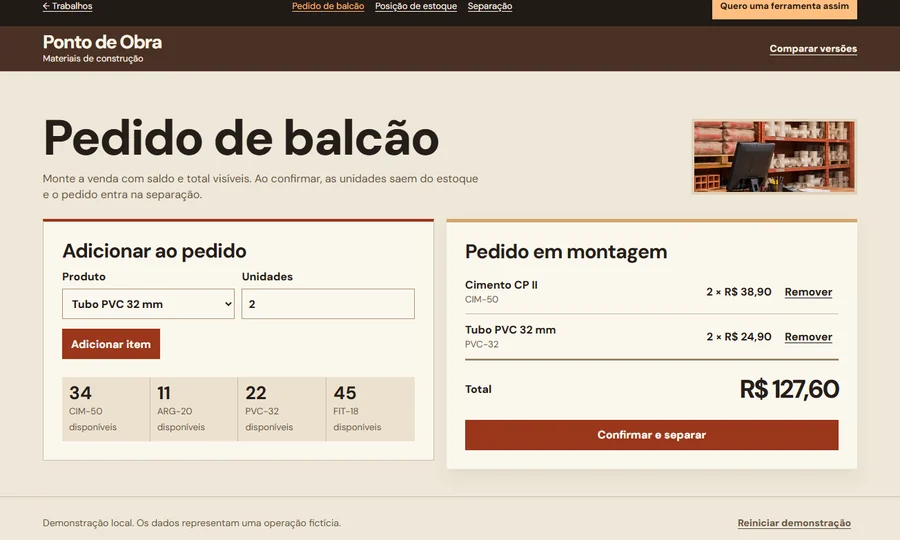 ← Trabalhos
Pedido de balcão Posição de estoque Separação
Quero uma ferramenta assim
Ponto de Obra
Materiais de construção
Comparar versões
Pedido de balcão
Monte a venda com saldo e total visíveis. Ao confirmar, as unidades saem do estoque
e o pedido entra na separação.
Adicionar ao pedido
Produto Unidades
Tubo PVC 32 mm 2
Adicionar item
34 11 22 45
CIM-50 ARG-20 PVC-32 FIT-18
disponíveis disponíveis disponíveis disponíveis
Pedido em montagem
Cimento CP II
CIM-50
2 × R$ 38,90 Remover
Tubo PVC 32 mm
PVC-32
2 × R$ 24,90 Remover
Total R$ 127,60
Confirmar e separar
Demonstração local. Os dados representam uma operação fictícia.
Reiniciar demonstração